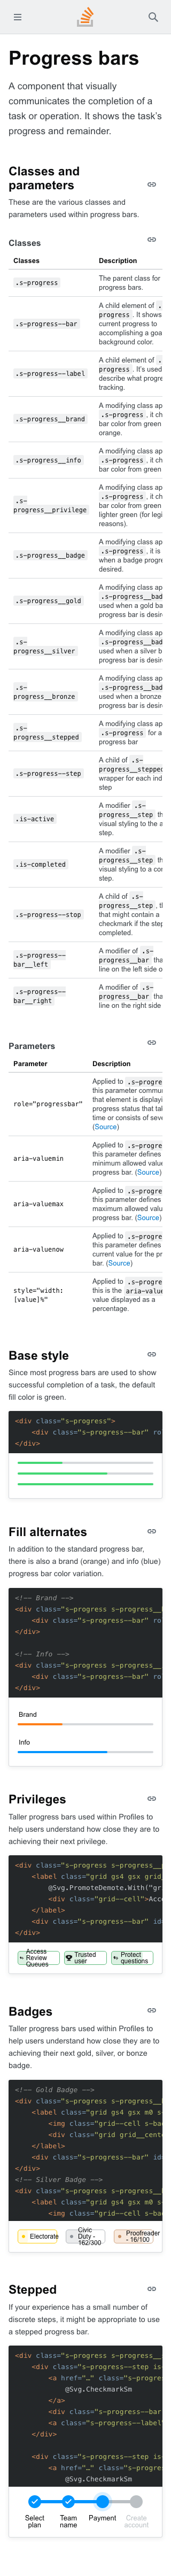 Progress bars
A component that visually
communicates the completion of a
task or operation. It shows the task’s
progress and remainder.
Classes and
parameters
These are the various classes and
parameters used within progress bars.
Classes
Classes
Description
.s-progress
The parent class for
progress bars.
.s-progress--bar
A child element of .
progress . It shows
current progress to
accomplishing a goa
background color.
.s-progress--label
A child element of .
progress . It’s used
describe what progre
tracking.
.s-progress__brand
A modifying class ap
.s-progress , it ch
bar color from green
orange.
.s-progress__info
A modifying class ap
.s-progress , it ch
bar color from green
.s-
progress__privilege
A modifying class ap
.s-progress , it ch
bar color from green
lighter green (for legi
reasons).
.s-progress__badge
A modifying class ap
.s-progress , it is
when a badge progre
desired.
.s-progress__gold
A modifying class ap
.s-progress__bad
used when a gold ba
progress bar is desir
.s-
progress__silver
A modifying class ap
.s-progress__bad
used when a silver b
progress bar is desir
.s-
progress__bronze
A modifying class ap
.s-progress__bad
used when a bronze
progress bar is desir
.s-
progress__stepped
A modifying class ap
.s-progress for a
progress bar
.s-progress--step
A child of .s-
progress__stepped
wrapper for each ind
step
.is-active
A modifier .s-
progress__step th
visual styling to the a
step.
.is-completed
A modifier .s-
progress__step th
visual styling to a co
step.
.s-progress--stop
A child of .s-
progress__step , th
that might contain a
checkmark if the step
completed.
.s-progress--
bar__left
A modifier of .s-
progress__bar tha
line on the left side o
.s-progress--
bar__right
A modifier of .s-
progress__bar tha
line on the right side
Parameters
Parameter
Description
role="progressbar"
Applied to .s-progre
this parameter commu
that element is displayi
progress status that tal
time or consists of seve
(Source)
aria-valuemin
Applied to .s-progre
this parameter defines
minimum allowed value
progress bar. (Source)
aria-valuemax
Applied to .s-progre
this parameter defines
maximum allowed valu
progress bar. (Source)
aria-valuenow
Applied to .s-progre
this parameter defines
current value for the pr
bar. (Source)
style="width:
[value]%"
Applied to .s-progre
this is the aria-value
value displayed as a
percentage.
Base style
Since most progress bars are used to show
successful completion of a task, the default
fill color is green.
<div class="s-progress">
<div class="s-progress--bar" ro
</div>
Fill alternates
In addition to the standard progress bar,
there is also a brand (orange) and info (blue)
progress bar color variation.
<!-- Brand -->
<div class="s-progress s-progress__b
<div class="s-progress--bar" ro
</div>
<!-- Info -->
<div class="s-progress s-progress__i
<div class="s-progress--bar" ro
</div>
Brand
Info
Privileges
Taller progress bars used within Profiles to
help users understand how close they are to
achieving their next privilege.
<div class="s-progress s-progress__p
<label class="grid gs4 gsx grid_
@Svg.PromoteDemote.With("gr
<div class="grid--cell">Acce
</label>
<div class="s-progress--bar" id=
</div>
Access
Review
Queues
Trusted
user
Protect
questions
Badges
Taller progress bars used within Profiles to
help users understand how close they are to
achieving their next gold, silver, or bonze
badge.
<!-- Gold Badge -->
<div class="s-progress s-progress__b
<label class="grid gs4 gsx m0 s-
<img class="grid--cell s-bad
<div class="grid grid__cente
</label>
<div class="s-progress--bar" id=
</div>
<!-- Silver Badge -->
<div class="s-progress s-progress__b
<label class="grid gs4 gsx m0 s-
<img class="grid--cell s-bad
Electorate
Civic
Duty -
162/300
Proofreader
- 16/100
Stepped
If your experience has a small number of
discrete steps, it might be appropriate to use
a stepped progress bar.
<div class="s-progress s-progress__s
<div class="s-progress--step is-
<a href="…" class="s-progres
@Svg.CheckmarkSm
</a>
<div class="s-progress--bar
<a class="s-progress--label"
</div>
<div class="s-progress--step is-
<a href="…" class="s-progres
@Svg.CheckmarkSm
Select
plan
Team
name
Payment
Create
account